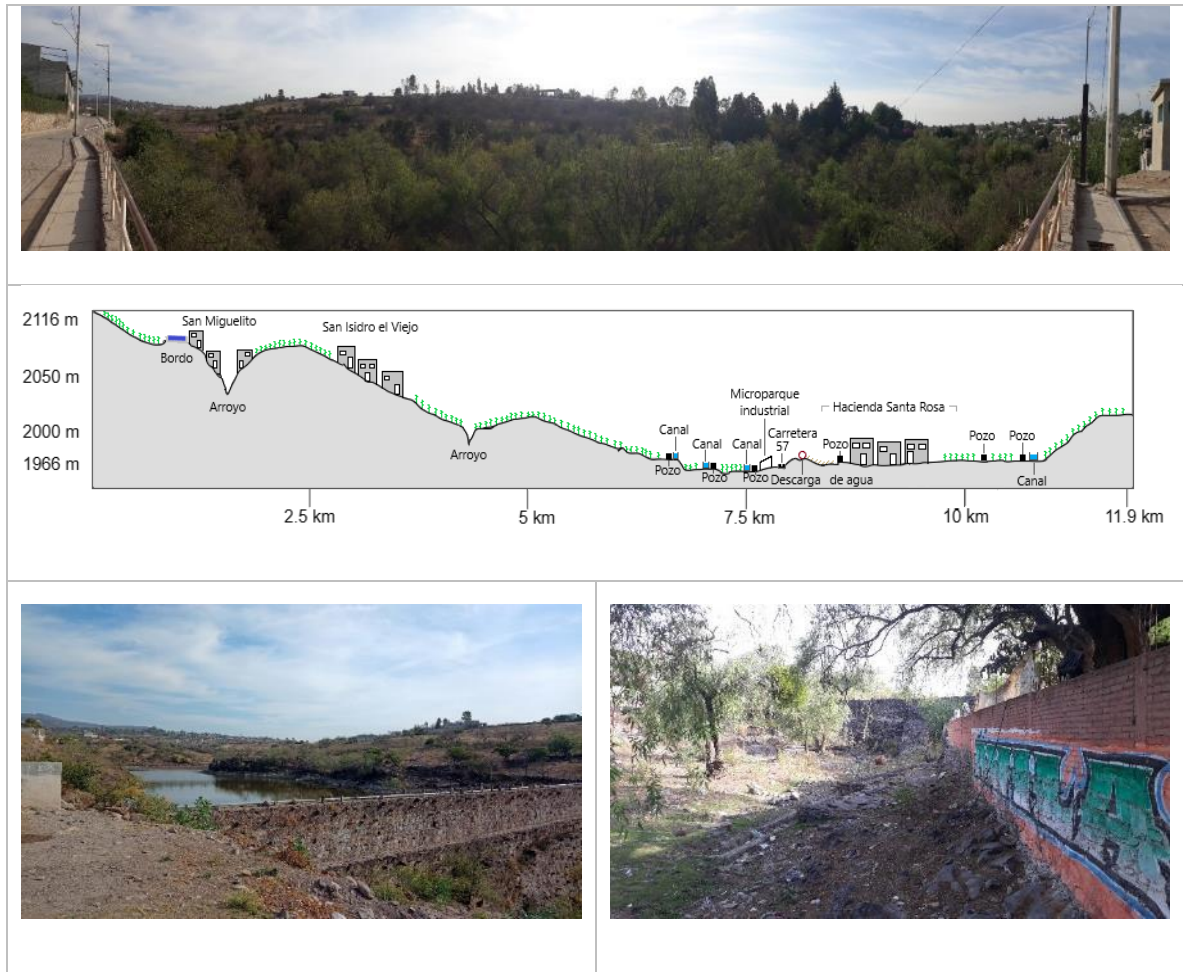 2116 m
2050 m
2000 m
1966 m
San Miguelito
San Isidro el Viejo
Bordo
Arroyo
Arroyo
Microparque
industrial
Hacienda Santa Rosa
Canal
Canal
Canal
Carretera
57
Pozo
Pozo
Pozo
Pozo
Pozo
Pozo
Descarga de agua
Canal
2.5 km
5 km
7.5 km
10 km
11.9 km